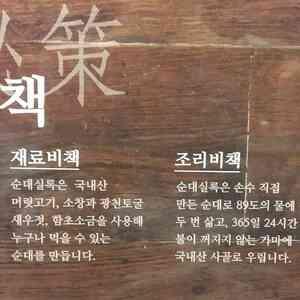 策
책
재료비책
순대실록은 국내산
머릿고기, 소창과 광천토굴
새우젓, 함초소금을 사용해
누구나 먹을 수 있는
순대를 만듭니다.
조리비책
순대실록은 손수 직접
만든 순대로 89도의 물에
두 번 삶고, 365일 24시간
불이 꺼지지 않는 가마에
국내산 사골로 우립니다.